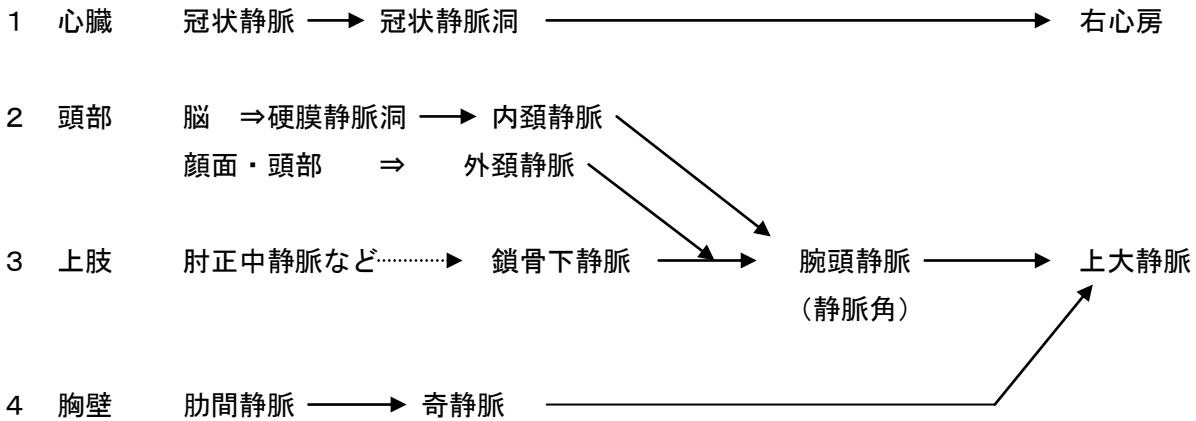 １ 心臓 冠状静脈 → 冠状静脈洞 → 右心房
２ 頭部 脳 ⇒硬膜静脈洞 → 内頚静脈
顔面・頭部 ⇒ 外頚静脈
３ 上肢 肘正中静脈など 鎖骨下静脈 → 腕頭静脈 → 上大静脈
（静脈角）
４ 胸壁 肋間静脈 → 奇静脈